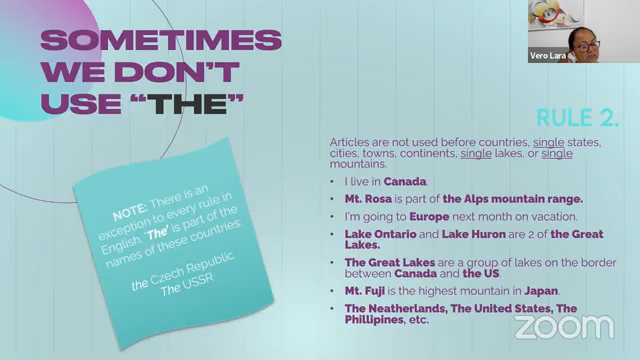 SOMETIMES
WE DON'T
USE “THE”
Vero Lara
RULE 2.
Articles are not used before countries, single states,
cities, towns, continents, single lakes, or single
mountains.
• I live in Canada.
• Mt. Rosa is part of the Alps mountain range.
• I'm going to Europe next month on vacation.
• Lake Ontario and Lake Huron are 2 of the Great
Lakes.
• The Great Lakes are a group of lakes on the border
between Canada and the US.
• Mt. Fuji is the highest mountain in Japan.
• The Neatherlands, The United States, The
Phillipines, etc.
NOTE: There is an
exception to every rule in
English. 'The' is part of the
names of these countries:
the Czech Republic
The USSR
zoom